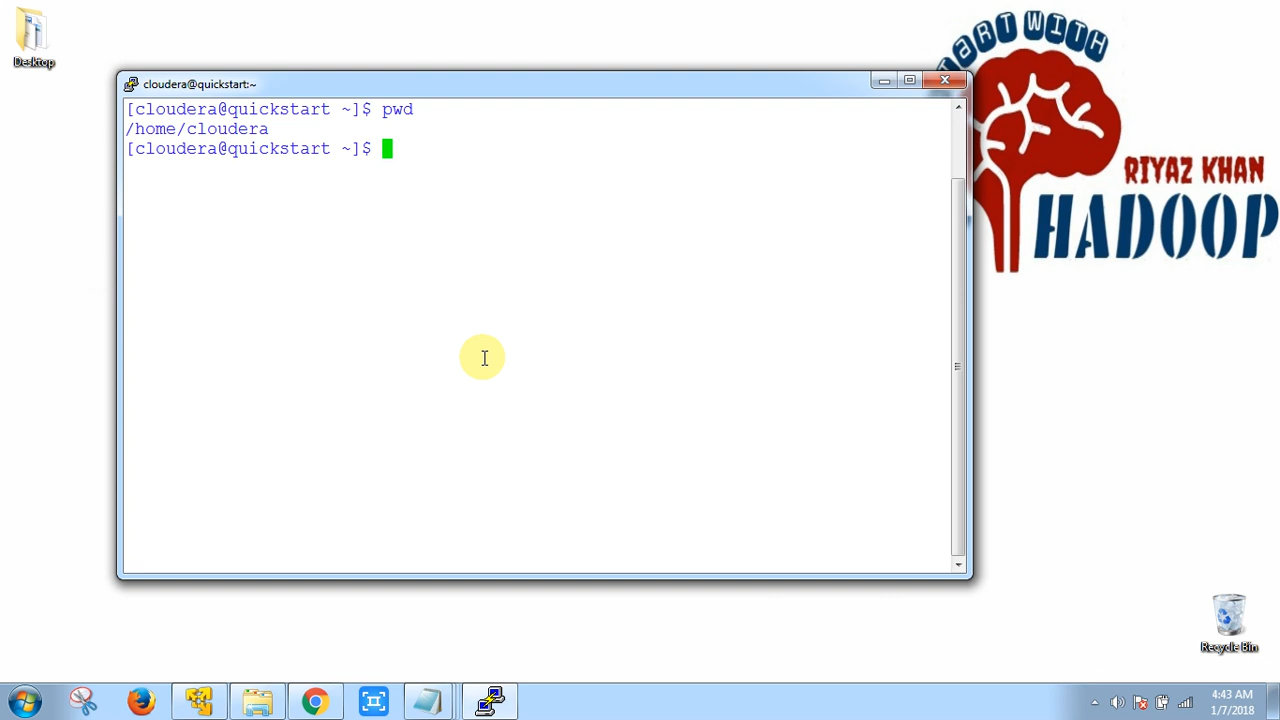 Desktop
START WITH
RIYAZ KHAN
HADOOP
cloudera@quickstart:~
[cloudera@quickstart ~]$ pwd
/home/cloudera
[cloudera@quickstart ~]$
Recycle Bin
4:43 AM
1/7/2018